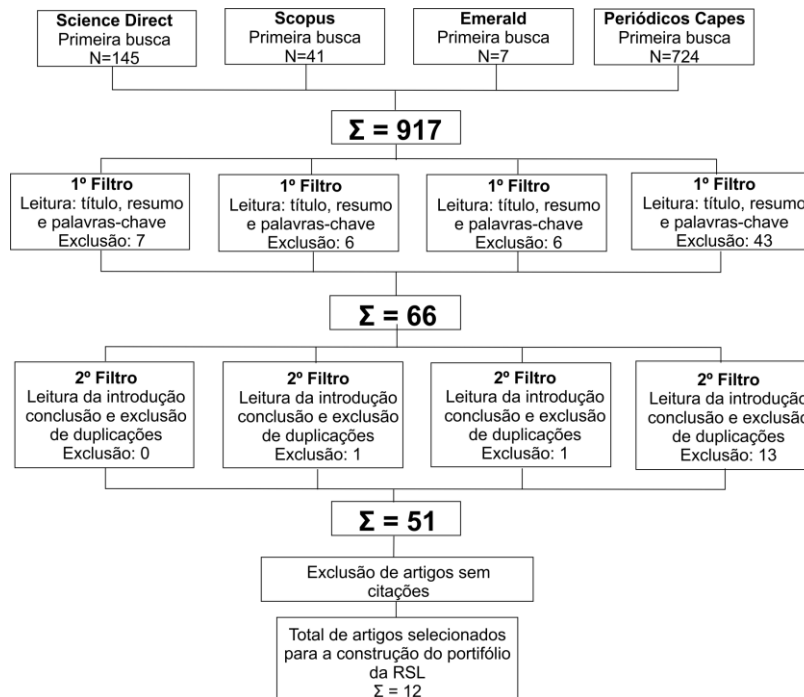 Science Direct
Primeira busca
N=145
Scopus
Primeira busca
N=41
Emerald
Primeira busca
N=7
Periódicos Capes
Primeira busca
N=724
Σ = 917
1º Filtro
Leitura: título, resumo
e palavras-chave
Exclusão: 7
1º Filtro
Leitura: título, resumo
e palavras-chave
Exclusão: 6
1º Filtro
Leitura: título, resumo
e palavras-chave
Exclusão: 6
1º Filtro
Leitura: título, resumo
e palavras-chave
Exclusão: 43
Σ = 66
2º Filtro
Leitura da introdução
conclusão e exclusão
de duplicações
Exclusão: 0
2º Filtro
Leitura da introdução
conclusão e exclusão
de duplicações
Exclusão: 1
2º Filtro
Leitura da introdução
conclusão e exclusão
de duplicações
Exclusão: 1
2º Filtro
Leitura da introdução
conclusão e exclusão
de duplicações
Exclusão: 13
Σ = 51
Exclusão de artigos sem
citações
Total de artigos selecionados
para a construção do portifólio
da RSL
Σ = 12